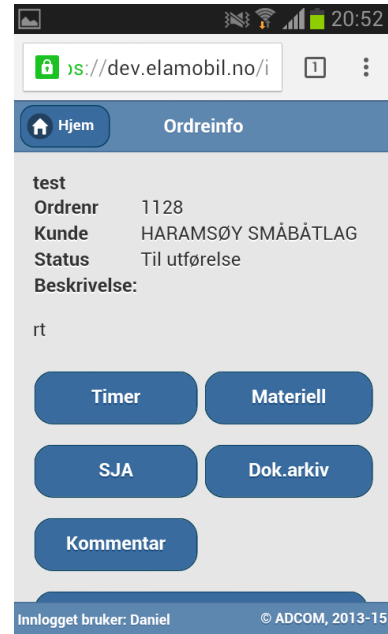 20:52
ps://dev.elamobil.no/i
1
Hjem
Ordreinfo
test
Ordrenr 1128
Kunde HARAMSØY SMÅBÅTLAG
Status Til utførelse
Beskrivelse:
rt
Timer Materiell
SJA Dok.arkiv
Kommentar
Innlogget bruker: Daniel © ADCOM, 2013-15